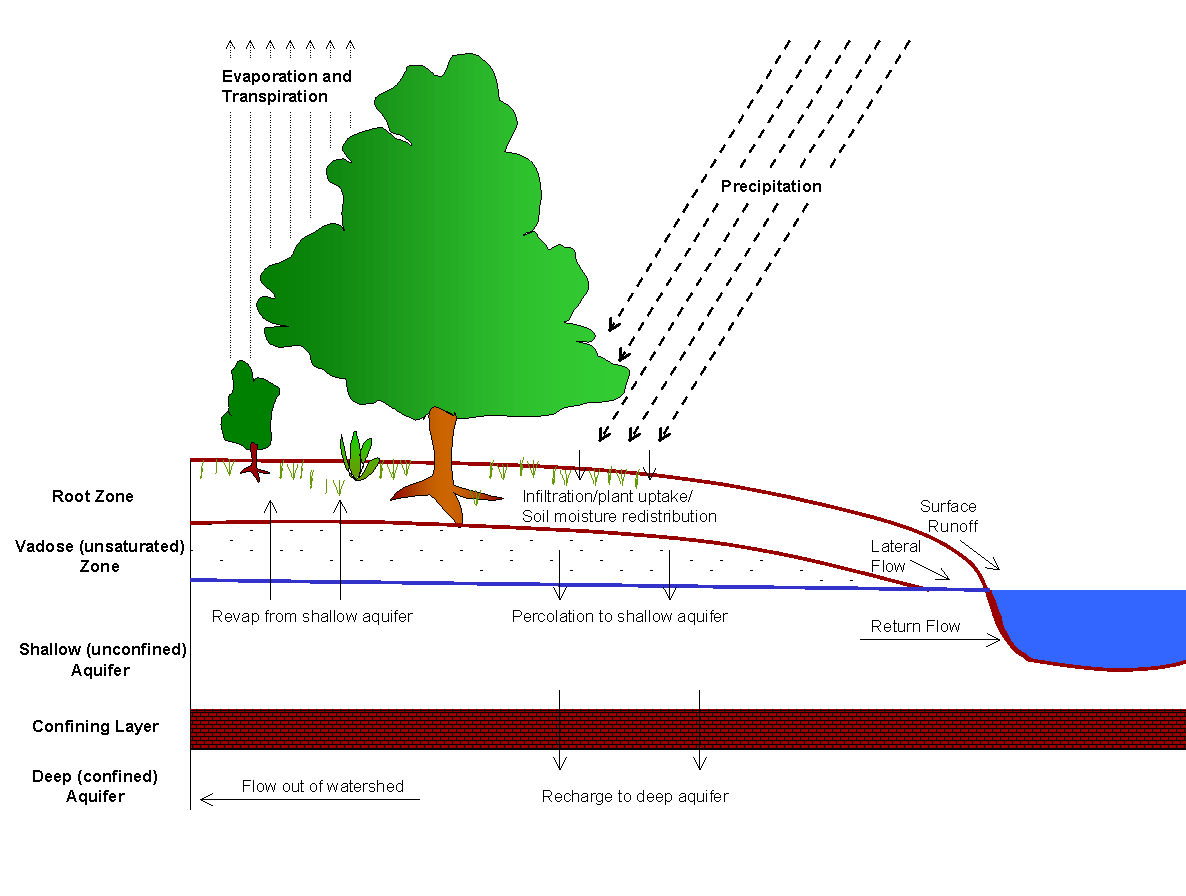 Evaporation and
Transpiration
Precipitation
Root Zone
Infiltration/plant uptake/
Soil moisture redistribution
Surface
Runoff
Vadose (unsaturated)
Zone
Lateral
Flow
Revap from shallow aquifer
Percolation to shallow aquifer
Return Flow
Shallow (unconfined)
Aquifer
Confining Layer
Deep (confined)
Aquifer
Flow out of watershed
Recharge to deep aquifer